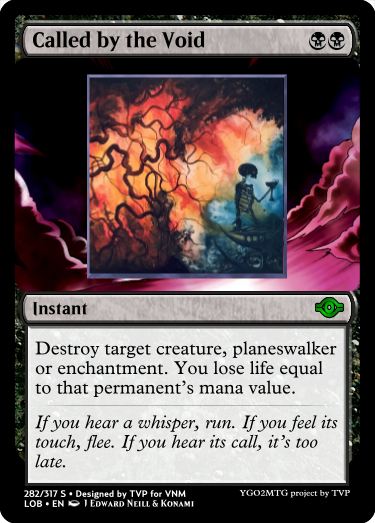 Called by the Void
Instant
Destroy target creature, planeswalker
or enchantment. You lose life equal
to that permanent's mana value.
If you hear a whisper, run. If you feel its
touch, flee. If you hear its call, it's too
late.
282/317 S • Designed by TVP for VNM
LOB • EN J Edward Neill & Konami
YGO2MTG project by TVP